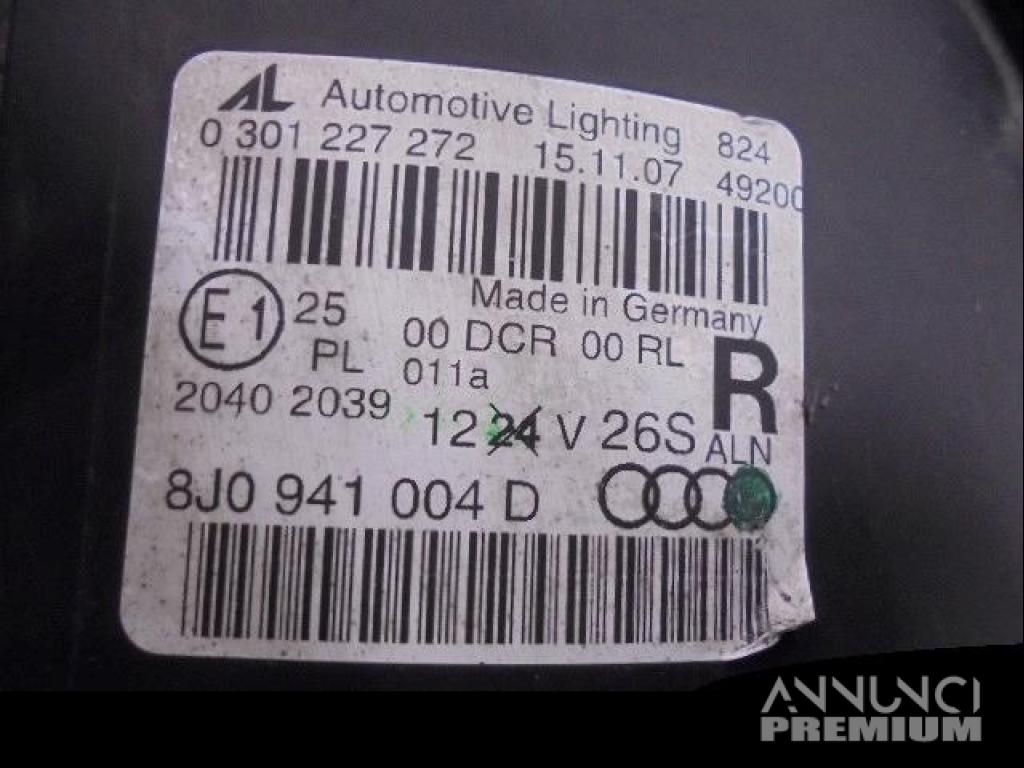 AL Automotive Lighting 824
0 301 227 272 15.11.07 49200
Made in Germany
E1 25 00 DCR 00 RL R
PL 011a
2040 2039 12 24 V 26S ALN
8J0 941 004 D
ANNUNCI
PREMIUM